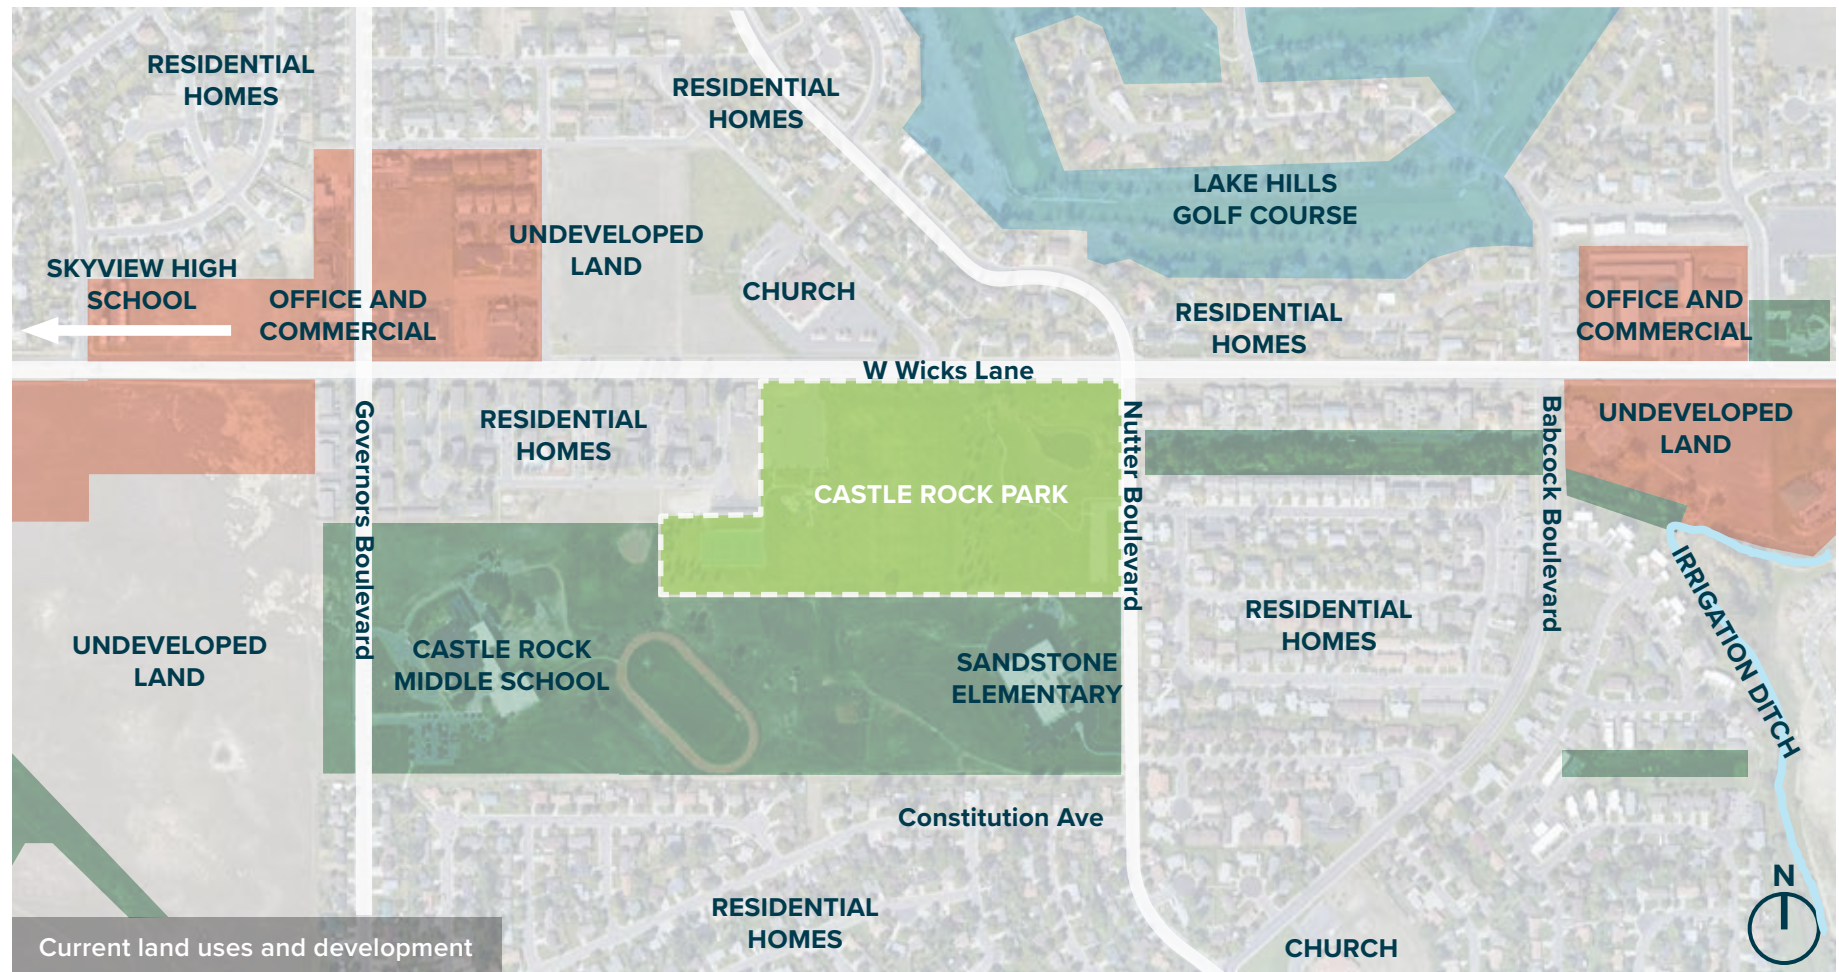 RESIDENTIAL
HOMES
RESIDENTIAL
HOMES
LAKE HILLS
GOLF COURSE
UNDEVELOPED
LAND
SKYVIEW HIGH
SCHOOL
OFFICE AND
COMMERCIAL
CHURCH
RESIDENTIAL
HOMES
OFFICE AND
COMMERCIAL
W Wicks Lane
Governors Boulevard
RESIDENTIAL
HOMES
CASTLE ROCK PARK
Nutter Boulevard
Babcock Boulevard
UNDEVELOPED
LAND
IRRIGATION DITCH
UNDEVELOPED
LAND
CASTLE ROCK
MIDDLE SCHOOL
SANDSTONE
ELEMENTARY
RESIDENTIAL
HOMES
Constitution Ave
RESIDENTIAL
HOMES
CHURCH
N
Current land uses and development